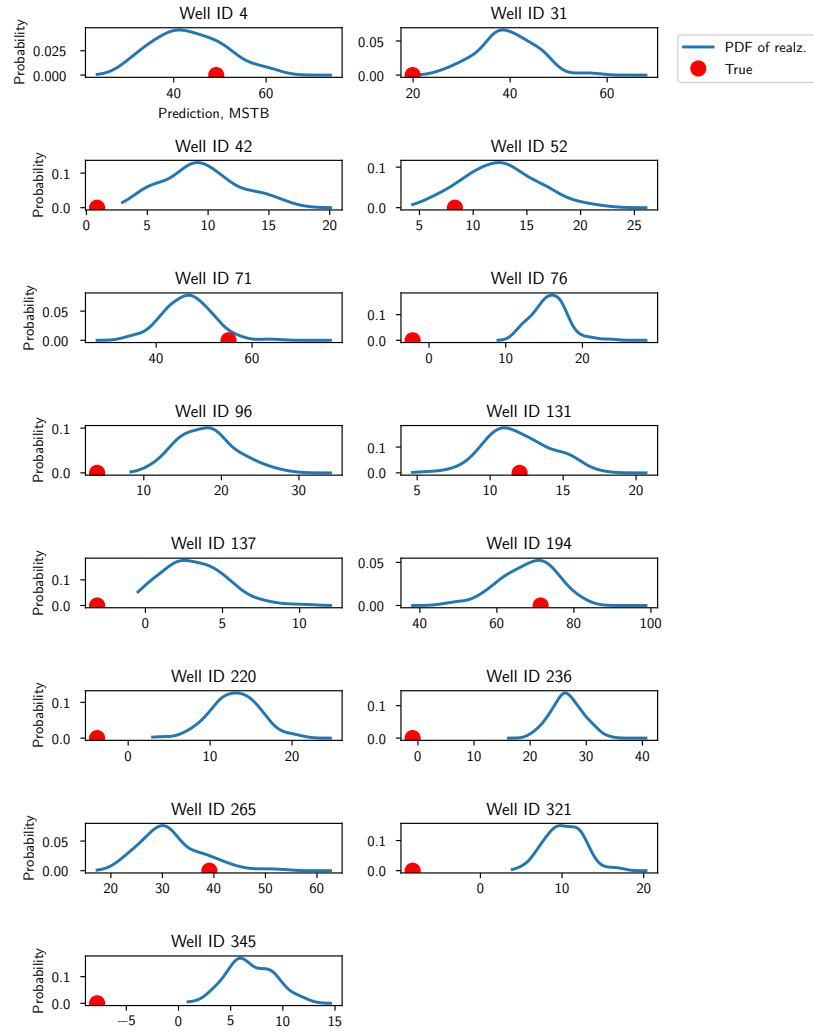 Well ID 4
Probability
0.025
0.000
40 60
Prediction, MSTB
Well ID 31
0.05
0.00
20 40 60
PDF of realz.
True
Well ID 42
Probability
0.1
0.0
0 5 10 15 20
Well ID 52
0.1
0.0
5 10 15 20 25
Well ID 71
Probability
0.05
0.00
40 60
Well ID 76
0.1
0.0
0 10 20
Well ID 96
Probability
0.1
0.0
10 20 30
Well ID 131
0.1
0.0
5 10 15 20
Well ID 137
Probability
0.1
0.0
0 5 10
Well ID 194
0.05
0.00
40 60 80 100
Well ID 220
Probability
0.1
0.0
0 10 20
Well ID 236
0.1
0.0
0 10 20 30 40
Well ID 265
Probability
0.05
0.00
20 30 40 50 60
Well ID 321
0.1
0.0
0 10 20
Well ID 345
Probability
0.1
0.0
−5 0 5 10 15